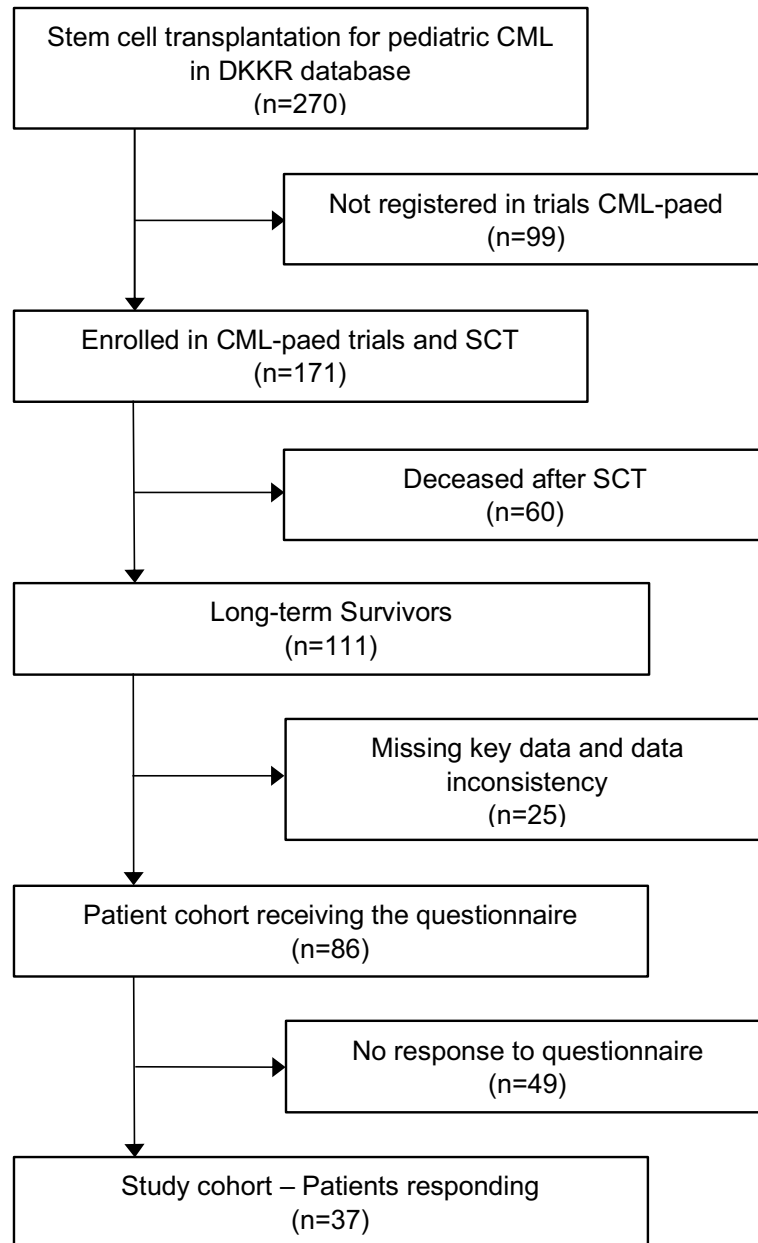 Stem cell transplantation for pediatric CML
in DKKR database
(n=270)
Not registered in trials CML-paed
(n=99)
Enrolled in CML-paed trials and SCT
(n=171)
Deceased after SCT
(n=60)
Long-term Survivors
(n=111)
Missing key data and data
inconsistency
(n=25)
Patient cohort receiving the questionnaire
(n=86)
No response to questionnaire
(n=49)
Study cohort – Patients responding
(n=37)